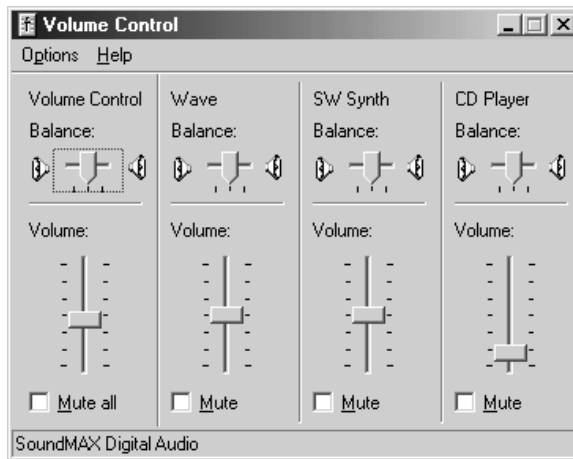 Volume Control
Options Help
Volume Control
Balance:
Volume:
Mute all
Wave
Balance:
Volume:
Mute
SW Synth
Balance:
Volume:
Mute
CD Player
Balance:
Volume:
Mute
SoundMAX Digital Audio